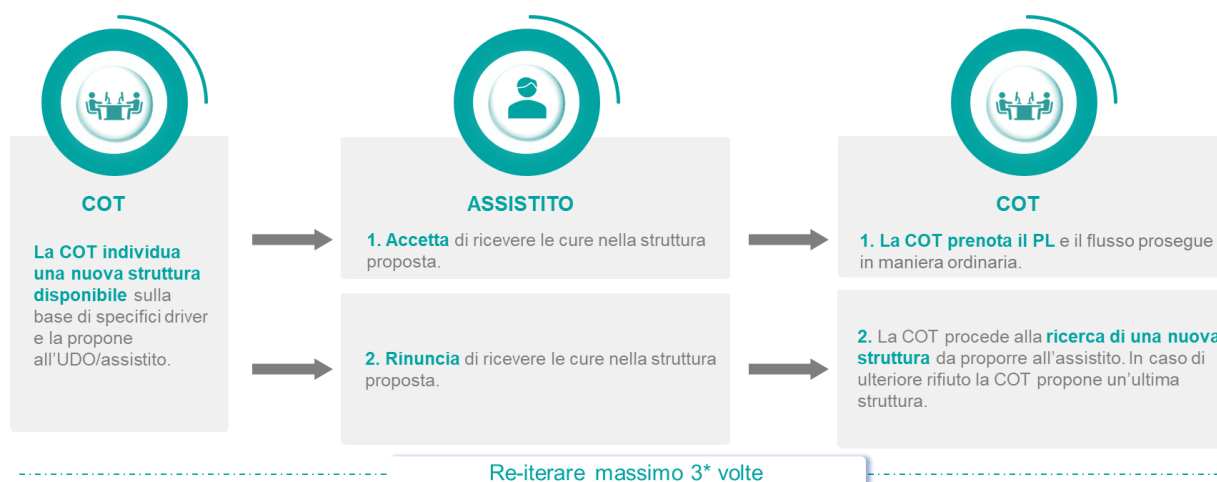 COT
La COT individua
una nuova struttura
disponibile sulla
base di specifici driver
e la propone
all'UDO/assistito.
ASSISTITO
1. Accetta di ricevere le cure nella struttura
proposta.
2. Rinuncia di ricevere le cure nella struttura
proposta.
COT
1. La COT prenota il PL e il flusso prosegue
in maniera ordinaria.
2. La COT procede alla ricerca di una nuova
struttura da proporre all'assistito. In caso di
ulteriore rifiuto la COT propone un'ultima
struttura.
Re-iterare massimo 3* volte